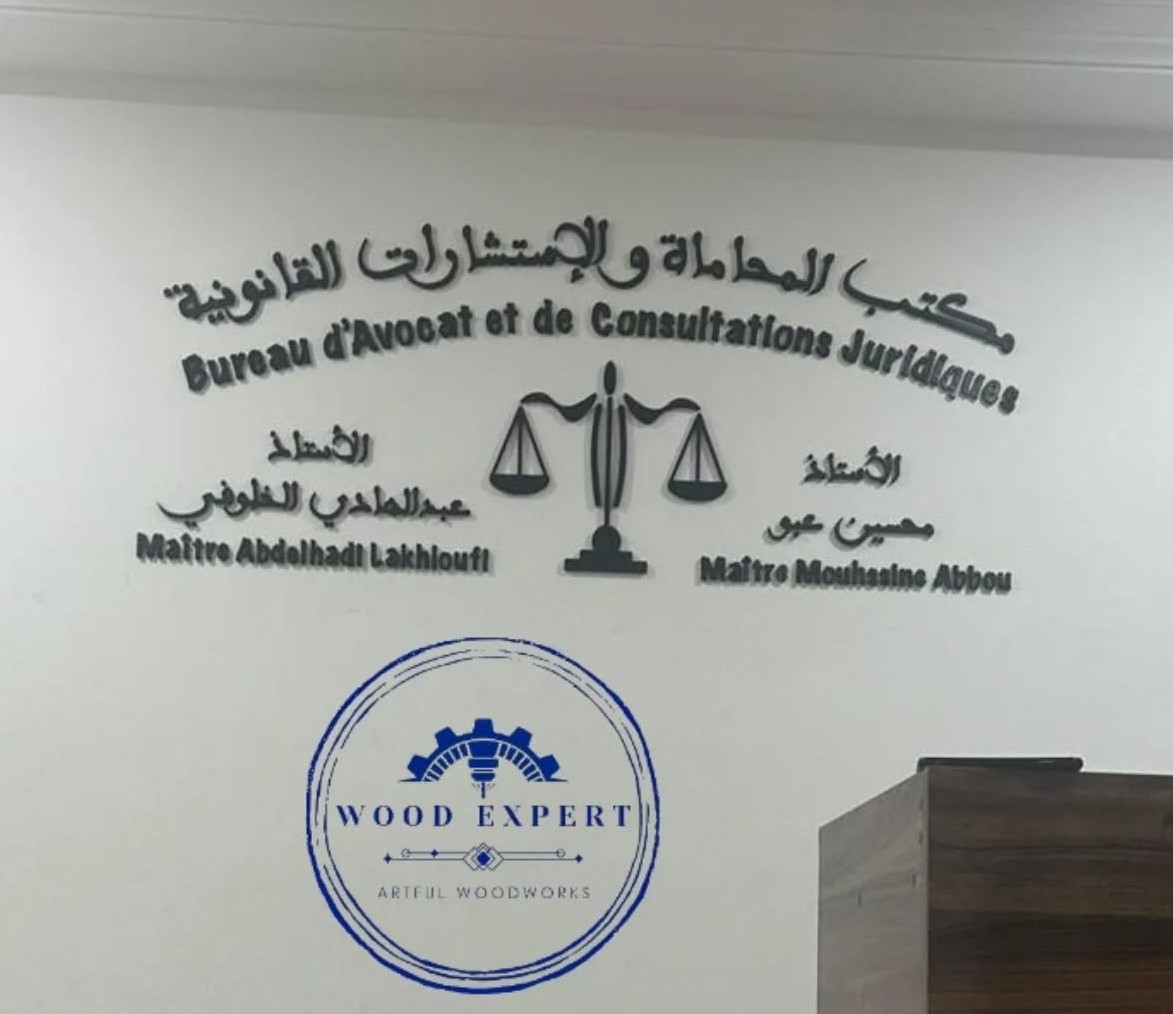 مكتب المحاماة والإستشارات القانونية
Bureau d'Avocat et de Consultations Juridiques
الأستاذ
عبدالهادي الخلوفي
Maître Abdelhadi Lakhloufi
الأستاذ
محسين عبو
Maître Mouhssine Abbou
WOOD EXPERT
ARTFUL WOODWORKS